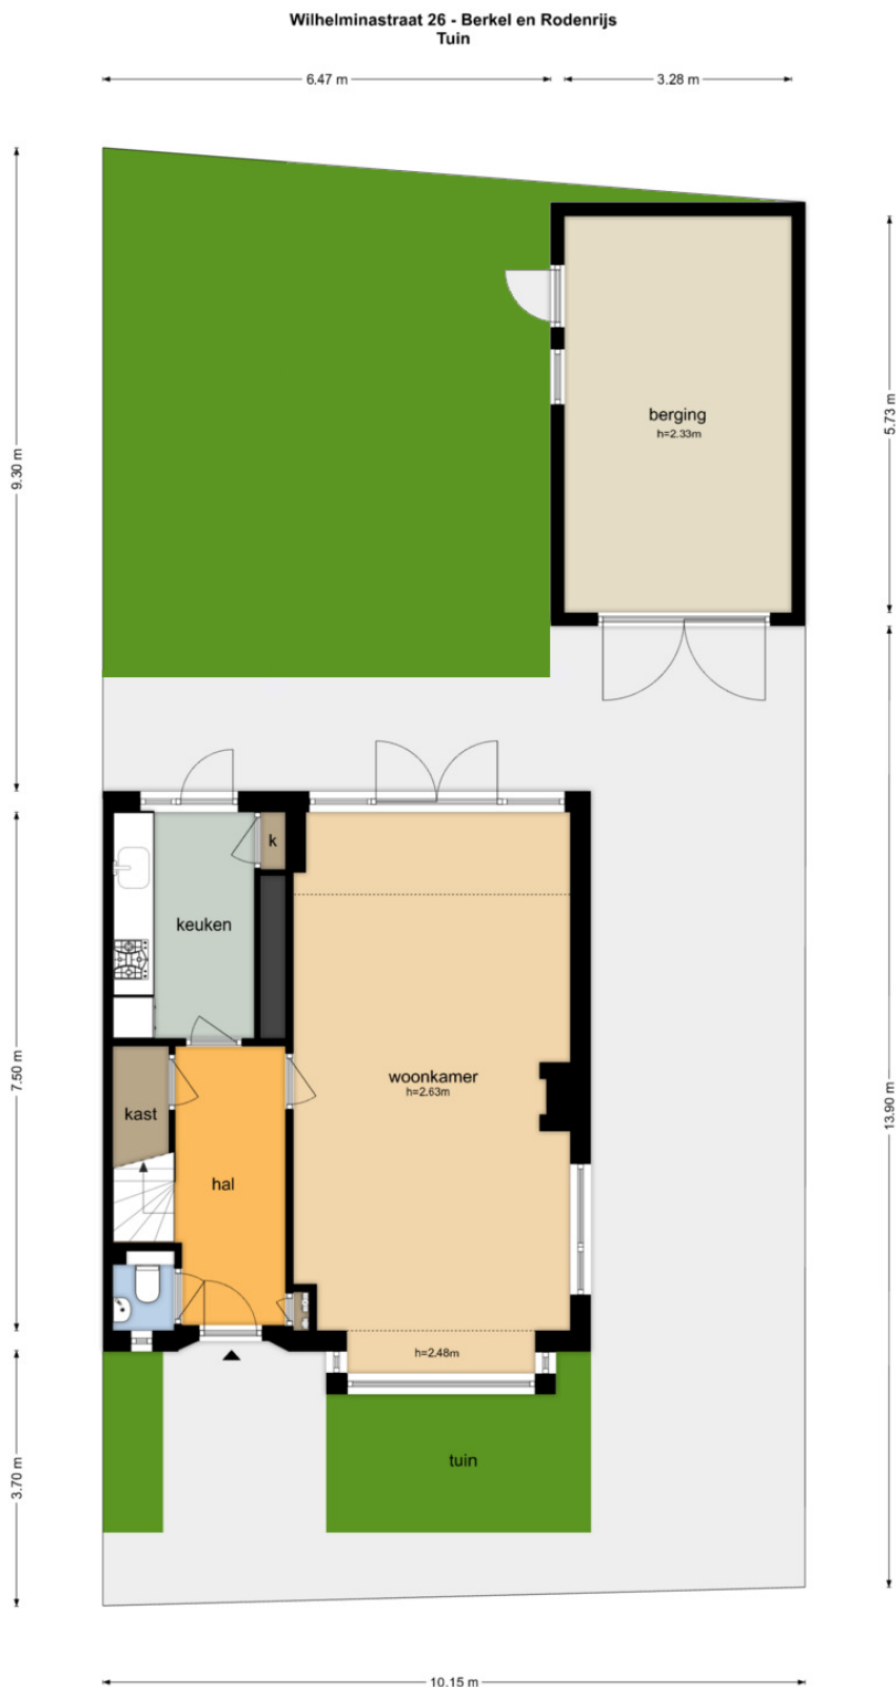 Wilhelminastraat 26 - Berkel en Rodenrijs
Tuin
6.47 m
3.28 m
9.30 m
5.73 m
berging
h=2.33m
k
keuken
7.50 m
woonkamer
h=2.63m
13.90 m
kast
hal
h=2.48m
3.70 m
tuin
10.15 m